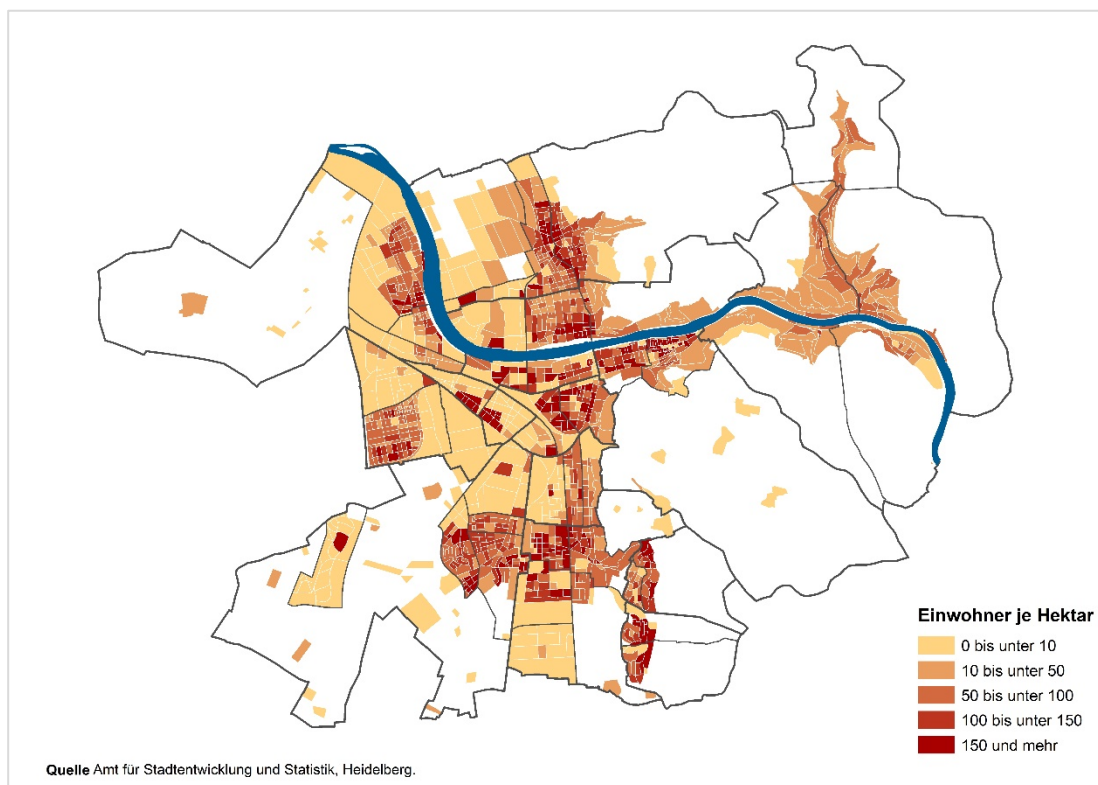 Einwohner je Hektar
0 bis unter 10
10 bis unter 50
50 bis unter 100
100 bis unter 150
150 und mehr
Quelle Amt für Stadtentwicklung und Statistik, Heidelberg.